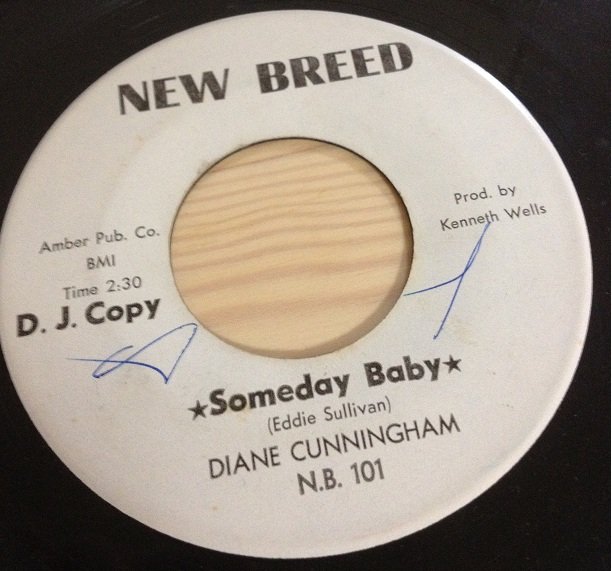 NEW BREED
Amber Pub. Co.
BMI
Time 2:30
D. J. Copy
Prod. by
Kenneth Wells
★Someday Baby★
(Eddie Sullivan)
DIANE CUNNINGHAM
N.B. 101